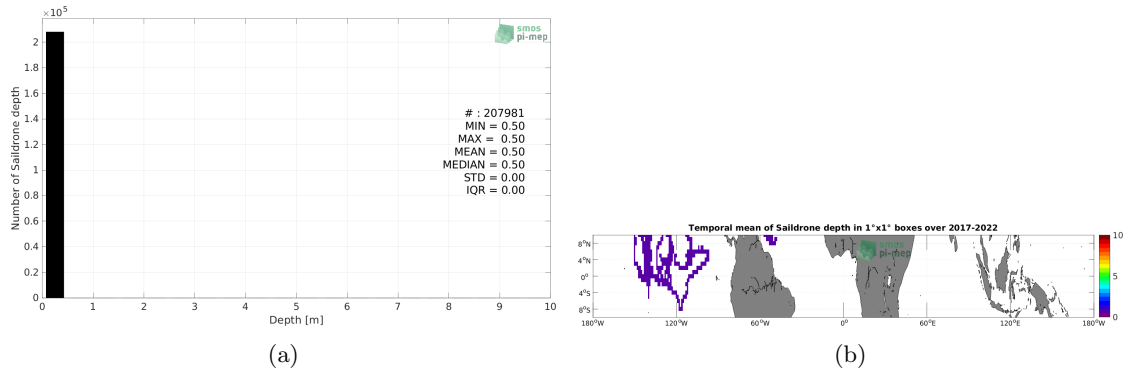 ×10⁵
smos
pi-mep
2
1.8
1.6
1.4
1.2
1
0.8
0.6
0.4
0.2
0
Number of Saildrone depth
# : 207981
MIN = 0.50
MAX = 0.50
MEAN = 0.50
MEDIAN = 0.50
STD = 0.00
IQR = 0.00
0 1 2 3 4 5 6 7 8 9 10
Depth [m]
(a)
Temporal mean of Saildrone depth in 1°x1° boxes over 2017-2022
smos
pi-mep
8°N
4°N
0°
4°S
8°S
180°W 120°W 60°W 0° 60°E 120°E 180°W
10
5
0
(b)